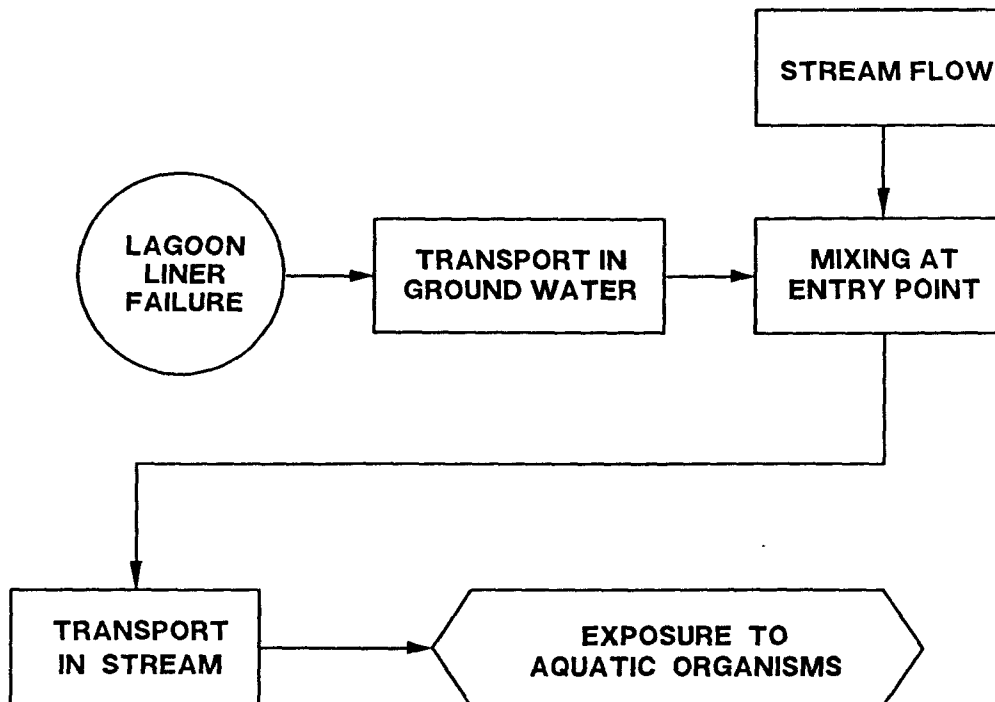 STREAM FLOW
LAGOON
LINER
FAILURE
TRANSPORT IN
GROUND WATER
MIXING AT
ENTRY POINT
TRANSPORT
IN STREAM
EXPOSURE TO
AQUATIC ORGANISMS